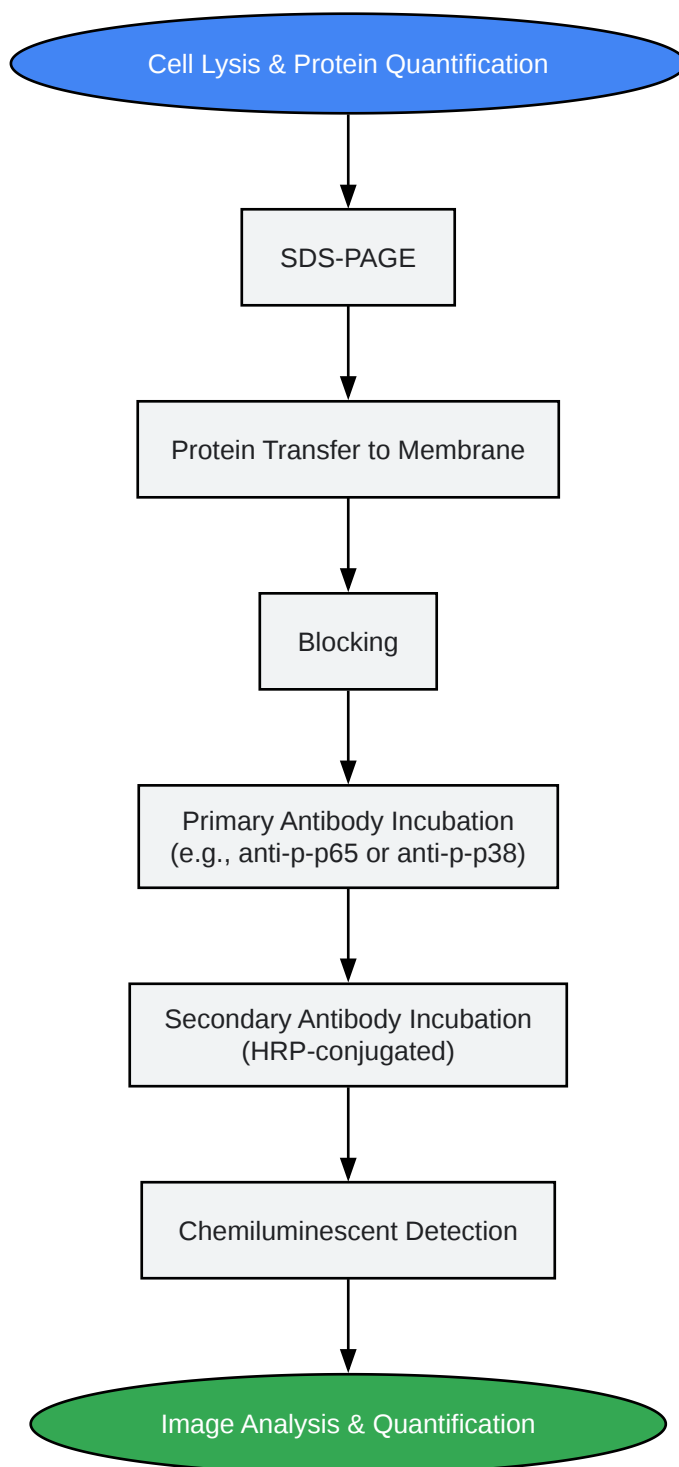 Cell Lysis & Protein Quantification
SDS-PAGE
Protein Transfer to Membrane
Blocking
Primary Antibody Incubation
(e.g., anti-p-p65 or anti-p-p38)
Secondary Antibody Incubation
(HRP-conjugated)
Chemiluminescent Detection
Image Analysis & Quantification